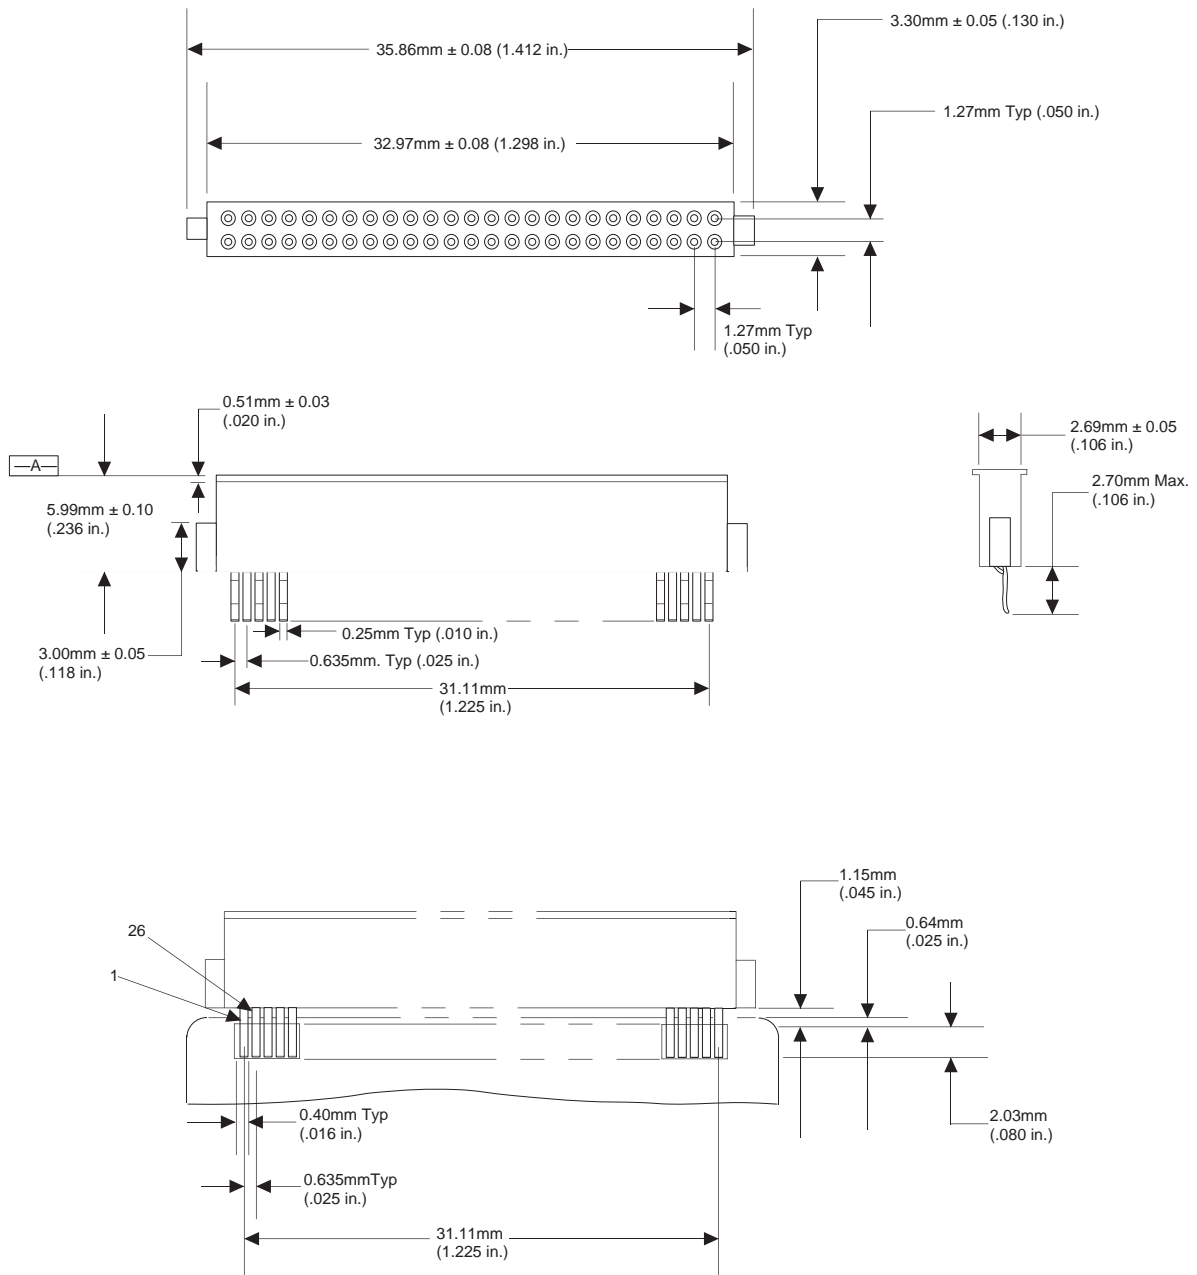 3.30mm ± 0.05 (.130 in.)
35.86mm ± 0.08 (1.412 in.)
1.27mm Typ (.050 in.)
32.97mm ± 0.08 (1.298 in.)
1.27mm Typ
(.050 in.)
0.51mm ± 0.03
(.020 in.)
—A—
5.99mm ± 0.10
(.236 in.)
2.69mm ± 0.05
(.106 in.)
2.70mm Max.
(.106 in.)
0.25mm Typ (.010 in.)
3.00mm ± 0.05
(.118 in.)
0.635mm. Typ (.025 in.)
31.11mm
(1.225 in.)
1.15mm
(.045 in.)
0.64mm
(.025 in.)
26
1
0.40mm Typ
(.016 in.)
2.03mm
(.080 in.)
0.635mmTyp
(.025 in.)
31.11mm
(1.225 in.)